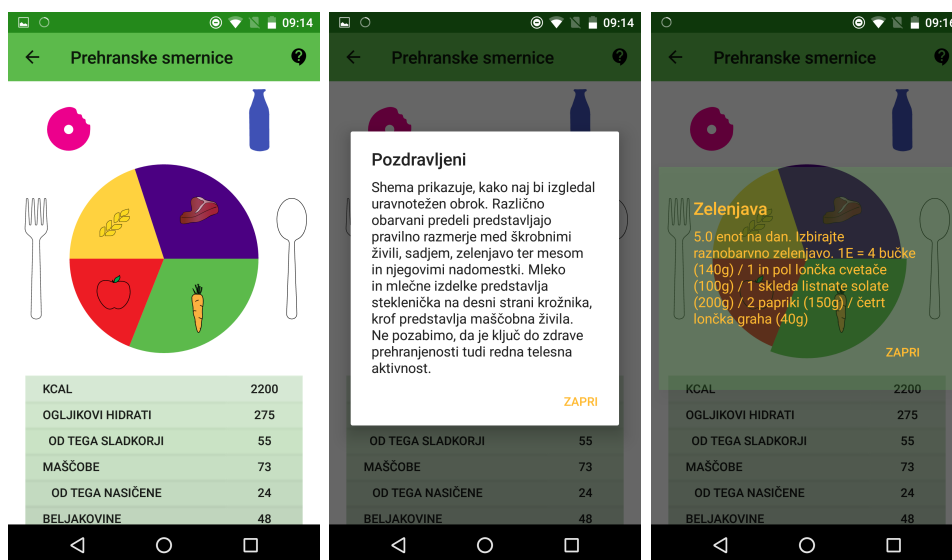 09:14
Prehranske smernice
KCAL 2200
OGLJIKOVI HIDRATI 275
OD TEGA SLADKORJI 55
MAŠČOBE 73
OD TEGA NASIČENE 24
BELJAKOVINE 48
09:14
Prehranske smernice
Pozdravljeni
Shema prikazuje, kako naj bi izgledal
uravnotežen obrok. Različno
obarvani predeli predstavljajo
pravilno razmerje med škrobnimi
živili, sadjem, zelenjavo ter mesom
in njegovimi nadomestki. Mleko
in mlečne izdelke predstavlja
steklenička na desni strani krožnika,
krof predstavlja maščobna živila.
Ne pozabimo, da je ključ do zdrave
prehranjenosti tudi redna telesna
aktivnost.
ZAPRI
OD TEGA SLADKORJI 55
MAŠČOBE 73
OD TEGA NASIČENE 24
BELJAKOVINE 48
09:16
Prehranske smernice
Zelenjava
5.0 enot na dan. Izbirajte
raznobarvno zelenjavo. 1E = 4 bučke
(140g) / 1 in pol lončka cvetače
(100g) / 1 skleda listnate solate
(200g) / 2 papriki (150g) / četrt
lončka graha (40g)
ZAPRI
KCAL 2200
OGLJIKOVI HIDRATI 275
OD TEGA SLADKORJI 55
MAŠČOBE 73
OD TEGA NASIČENE 24
BELJAKOVINE 48